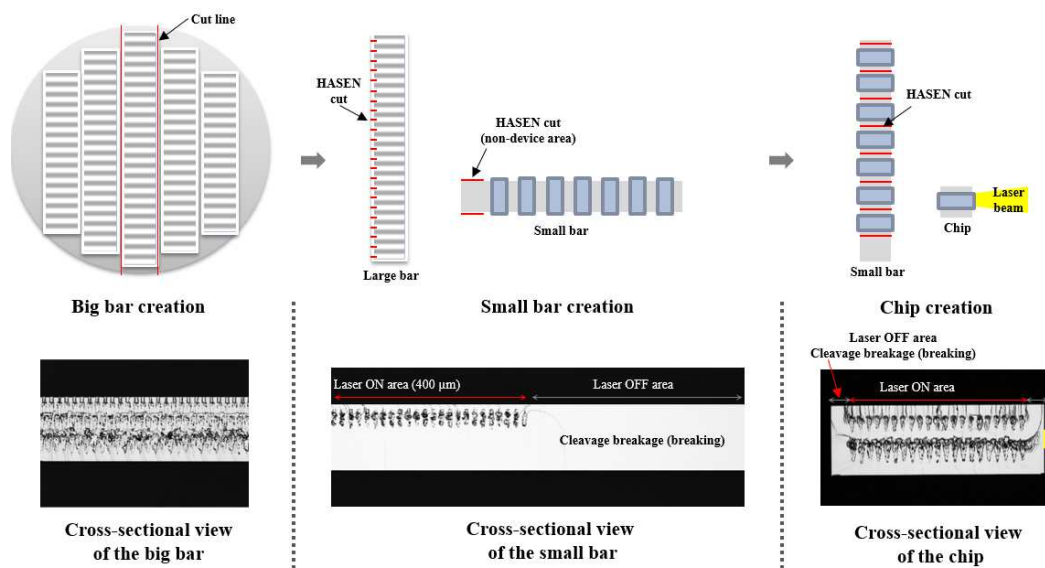 Cut line
HASEN
cut
HASEN cut
(non-device area)
Large bar
Small bar
HASEN cut
Laser
beam
Chip
Small bar
Big bar creation
Small bar creation
Chip creation
Laser ON area (400 μm)
Laser OFF area
Cleavage breakage (breaking)
Laser OFF area
Cleavage breakage (breaking)
Laser ON area
Cross-sectional view
of the big bar
Cross-sectional view
of the small bar
Cross-sectional view
of the chip